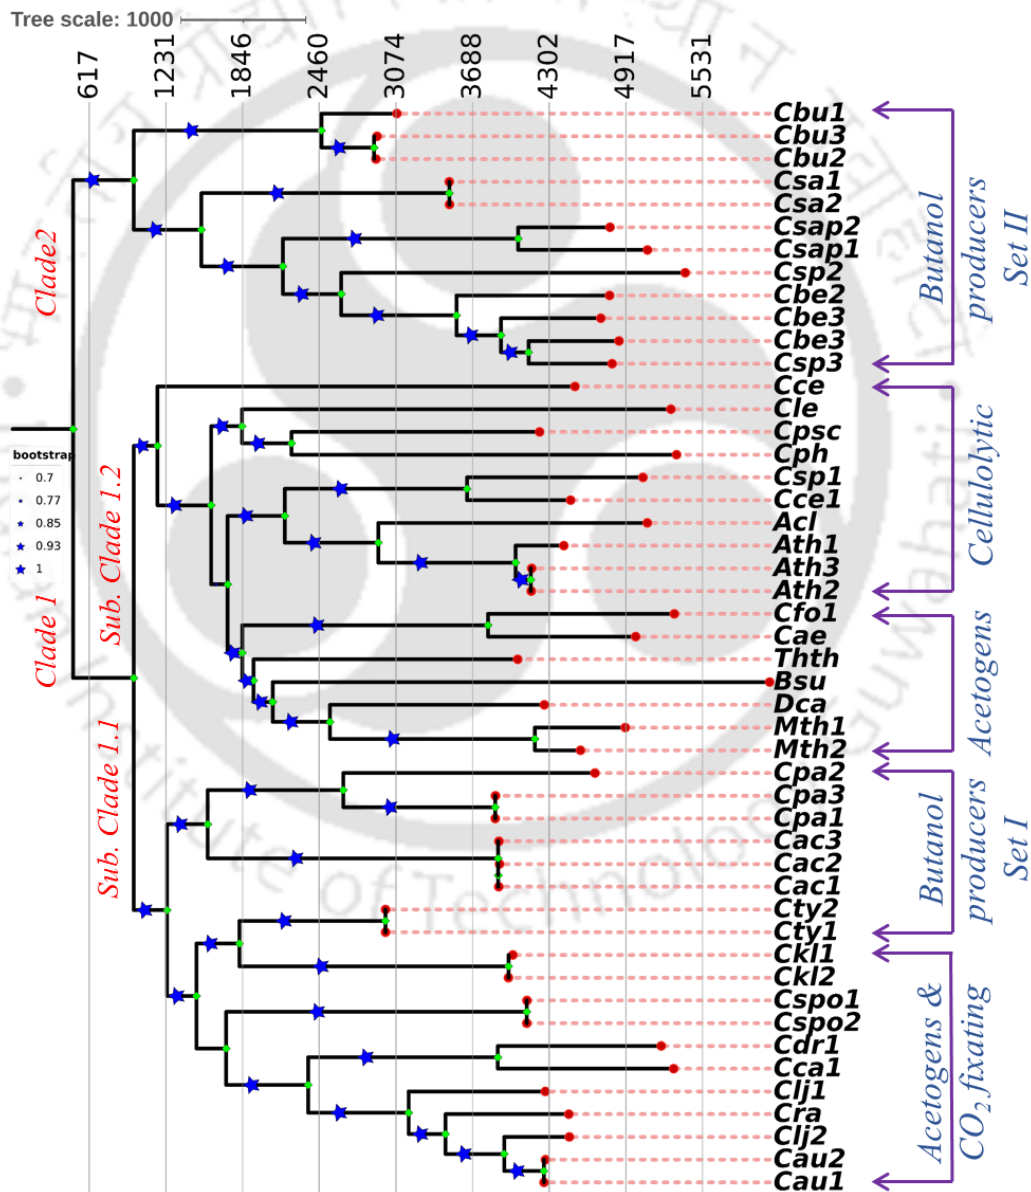 Tree scale: 1000
617
1231
1846
2460
3074
3688
4302
4917
5531
Cbu1
Cbu3
Cbu2
Csa1
Csa2
Csap2
Csap1
Csp2
Cbe2
Cbe3
Cbe3
Csp3
Cce
Cle
Cpsc
Cph
Csp1
Cce1
Acl
Ath1
Ath3
Ath2
Cfo1
Cae
Thth
Bsu
Dca
Mth1
Mth2
Cpa2
Cpa3
Cpa1
Cac3
Cac2
Cac1
Cty2
Cty1
Ckl1
Ckl2
Cspo1
Cspo2
Cdr1
Cca1
Clj1
Cra
Clj2
Cau2
Cau1
bootstrap
0.7
0.77
0.85
0.93
1
Clade2
Clade 1
Sub. Clade 1.2
Sub. Clade 1.1
Butanol
producers
Set II
Cellulolytic
Acetogens
Butanol
producers
Set I
Acetogens &
CO₂ fixating
Institute of Technology
Guwahati